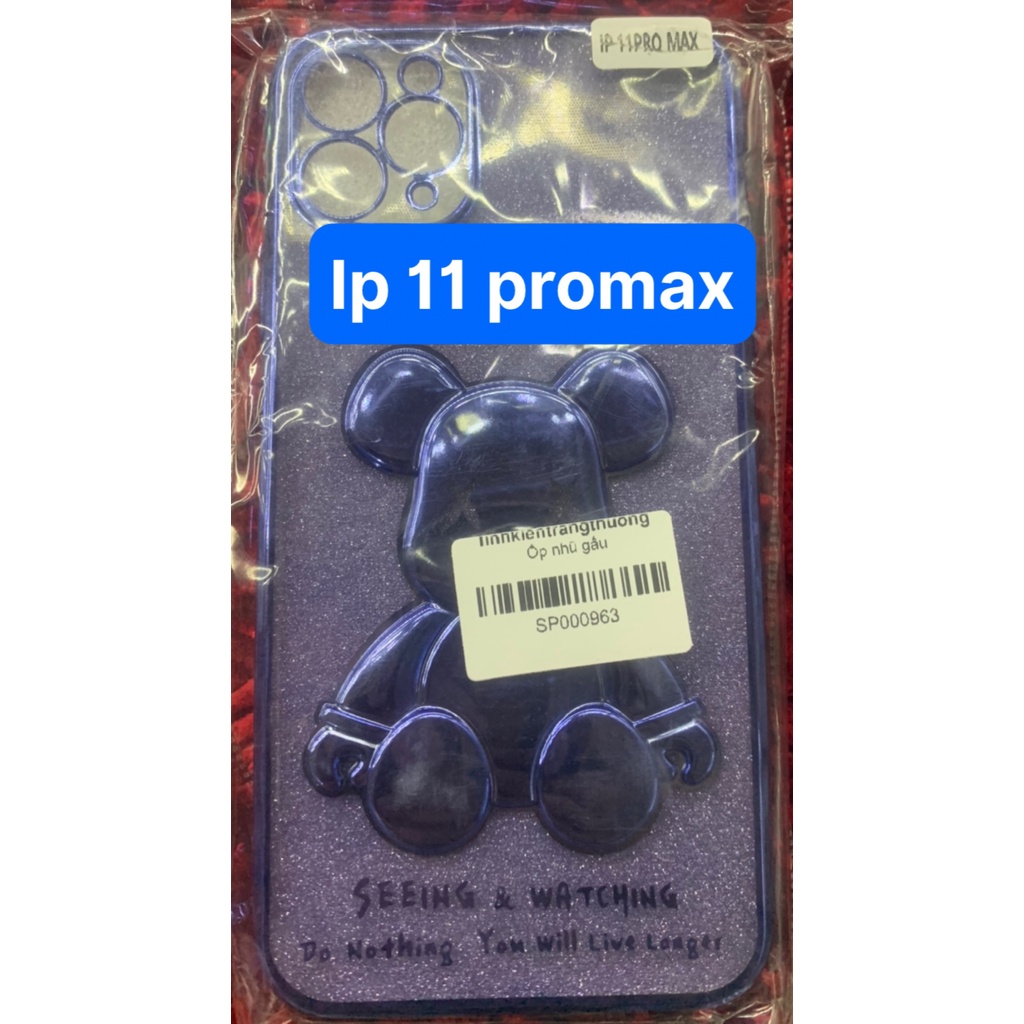 IP 11PRO MAX
Ip 11 promax
linhkientrangthuong
Ốp nhũ gấu
SP000963
SEEING & WATCHING
Do Nothing You Will Live Longer